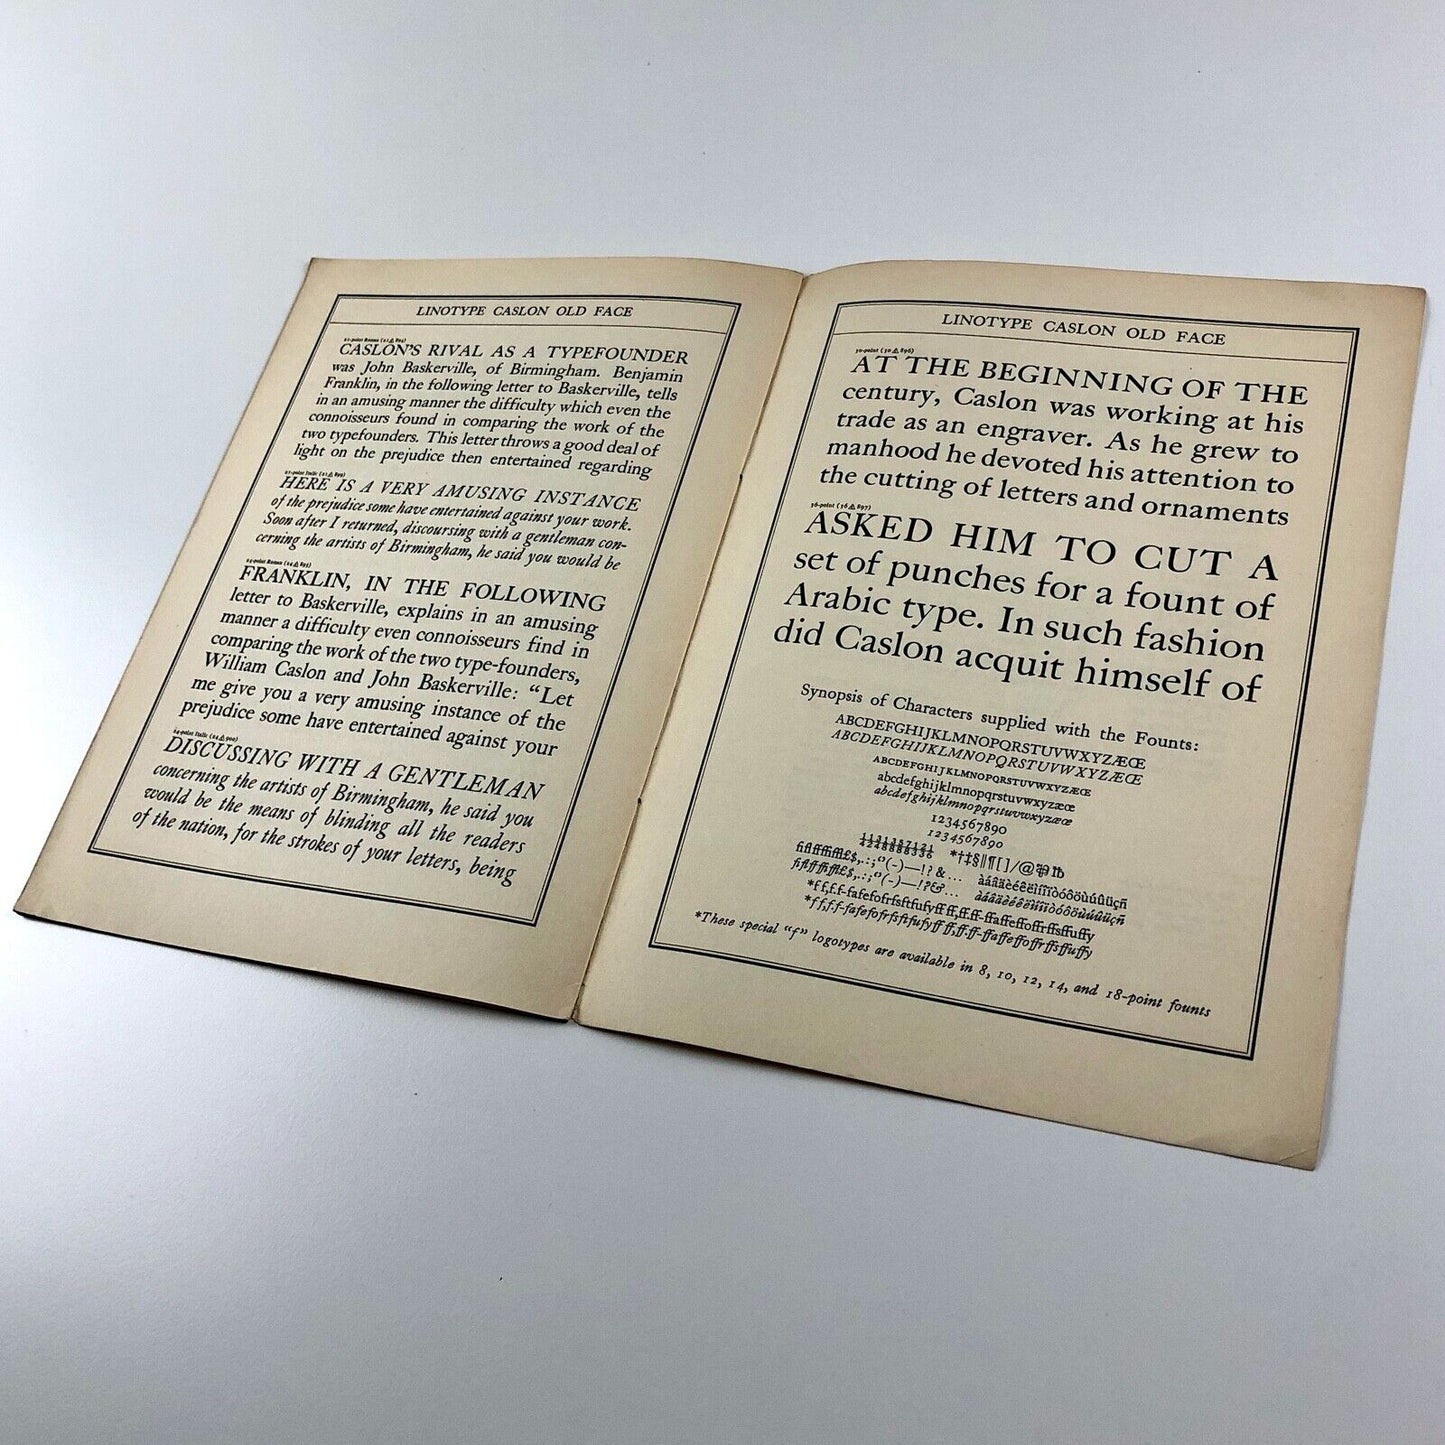 LINOTYPE CASLON OLD FACE
CASLON'S RIVAL AS A TYPEFOUNDER
was John Baskerville, of Birmingham. Benjamin
Franklin, in the following letter to Baskerville, tells
in an amusing manner the difficulty which even the
connoisseurs found in comparing the work of the
two typefounders. This letter throws a good deal of
light on the prejudice then entertained regarding
HERE IS A VERY AMUSING INSTANCE
of the prejudice some have entertained against your work.
Soon after I returned, discoursing with a gentleman con-
cerning the artists of Birmingham, he said you would be
FRANKLIN, IN THE FOLLOWING
letter to Baskerville, explains in an amusing
manner a difficulty even connoisseurs find in
comparing the work of the two type-founders,
William Caslon and John Baskerville: “Let
me give you a very amusing instance of the
prejudice some have entertained against your
DISCUSSING WITH A GENTLEMAN
concerning the artists of Birmingham, he said you
would be the means of blinding all the readers
of the nation, for the strokes of your letters, being
LINOTYPE CASLON OLD FACE
30-point (30△896)
AT THE BEGINNING OF THE
century, Caslon was working at his
trade as an engraver. As he grew to
manhood he devoted his attention to
the cutting of letters and ornaments
36-point (36△897)
ASKED HIM TO CUT A
set of punches for a fount of
Arabic type. In such fashion
did Caslon acquit himself of
Synopsis of Characters supplied with the Founts:
ABCDEFGHIJKLMNOPQRSTUVWXYZÆŒ
ABCDEFGHIJKLMNOPQRSTUVWXYZÆŒ
ABCDEFGHIJKLMNOPQRSTUVWXYZÆŒ
abcdefghijklmnopqrstuvwxyzæœ
abcdefghijklmnopqrstuvwxyzæœ
1234567890
1234567890
*These special “f” logotypes are available in 8, 10, 12, 14, and 18-point founts